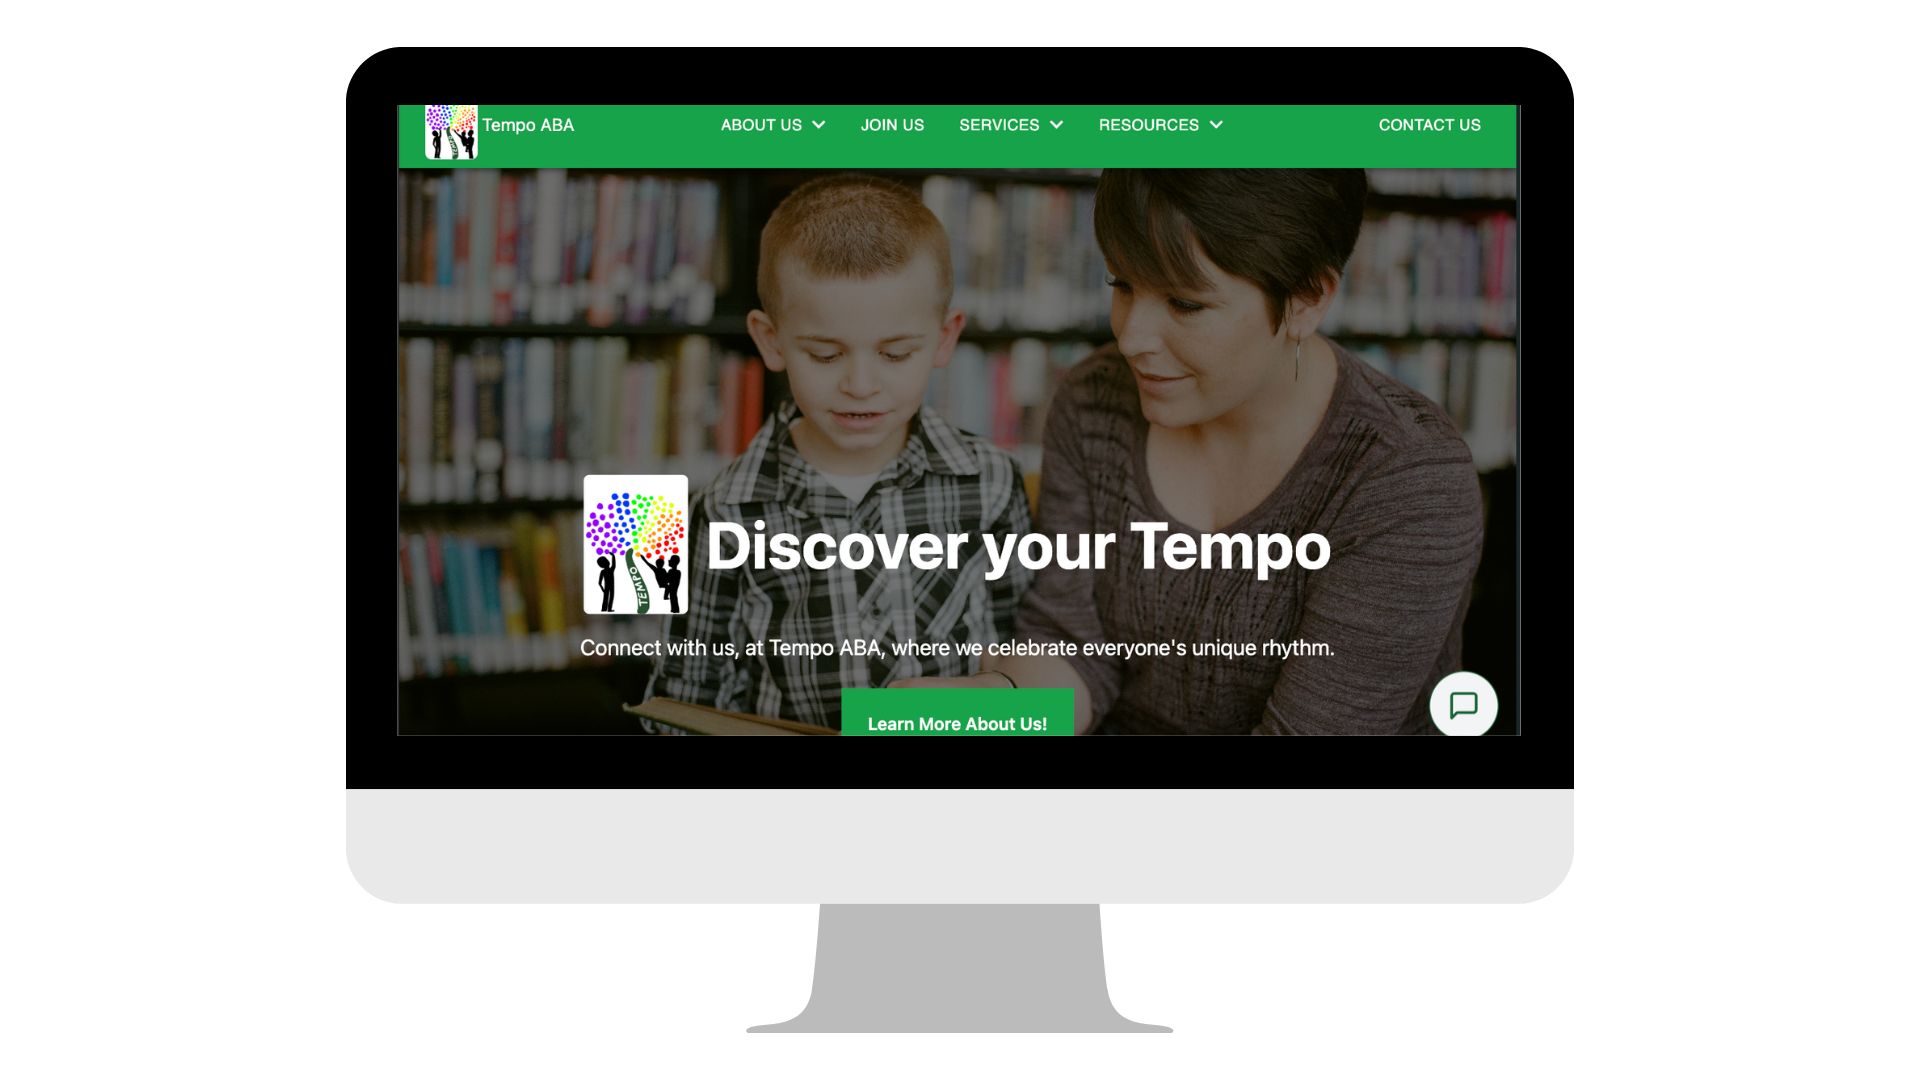 Tempo ABA
ABOUT US
JOIN US
SERVICES
RESOURCES
CONTACT US
TEMPO
Discover your Tempo
Connect with us, at Tempo ABA, where we celebrate everyone's unique rhythm.
Learn More About Us!